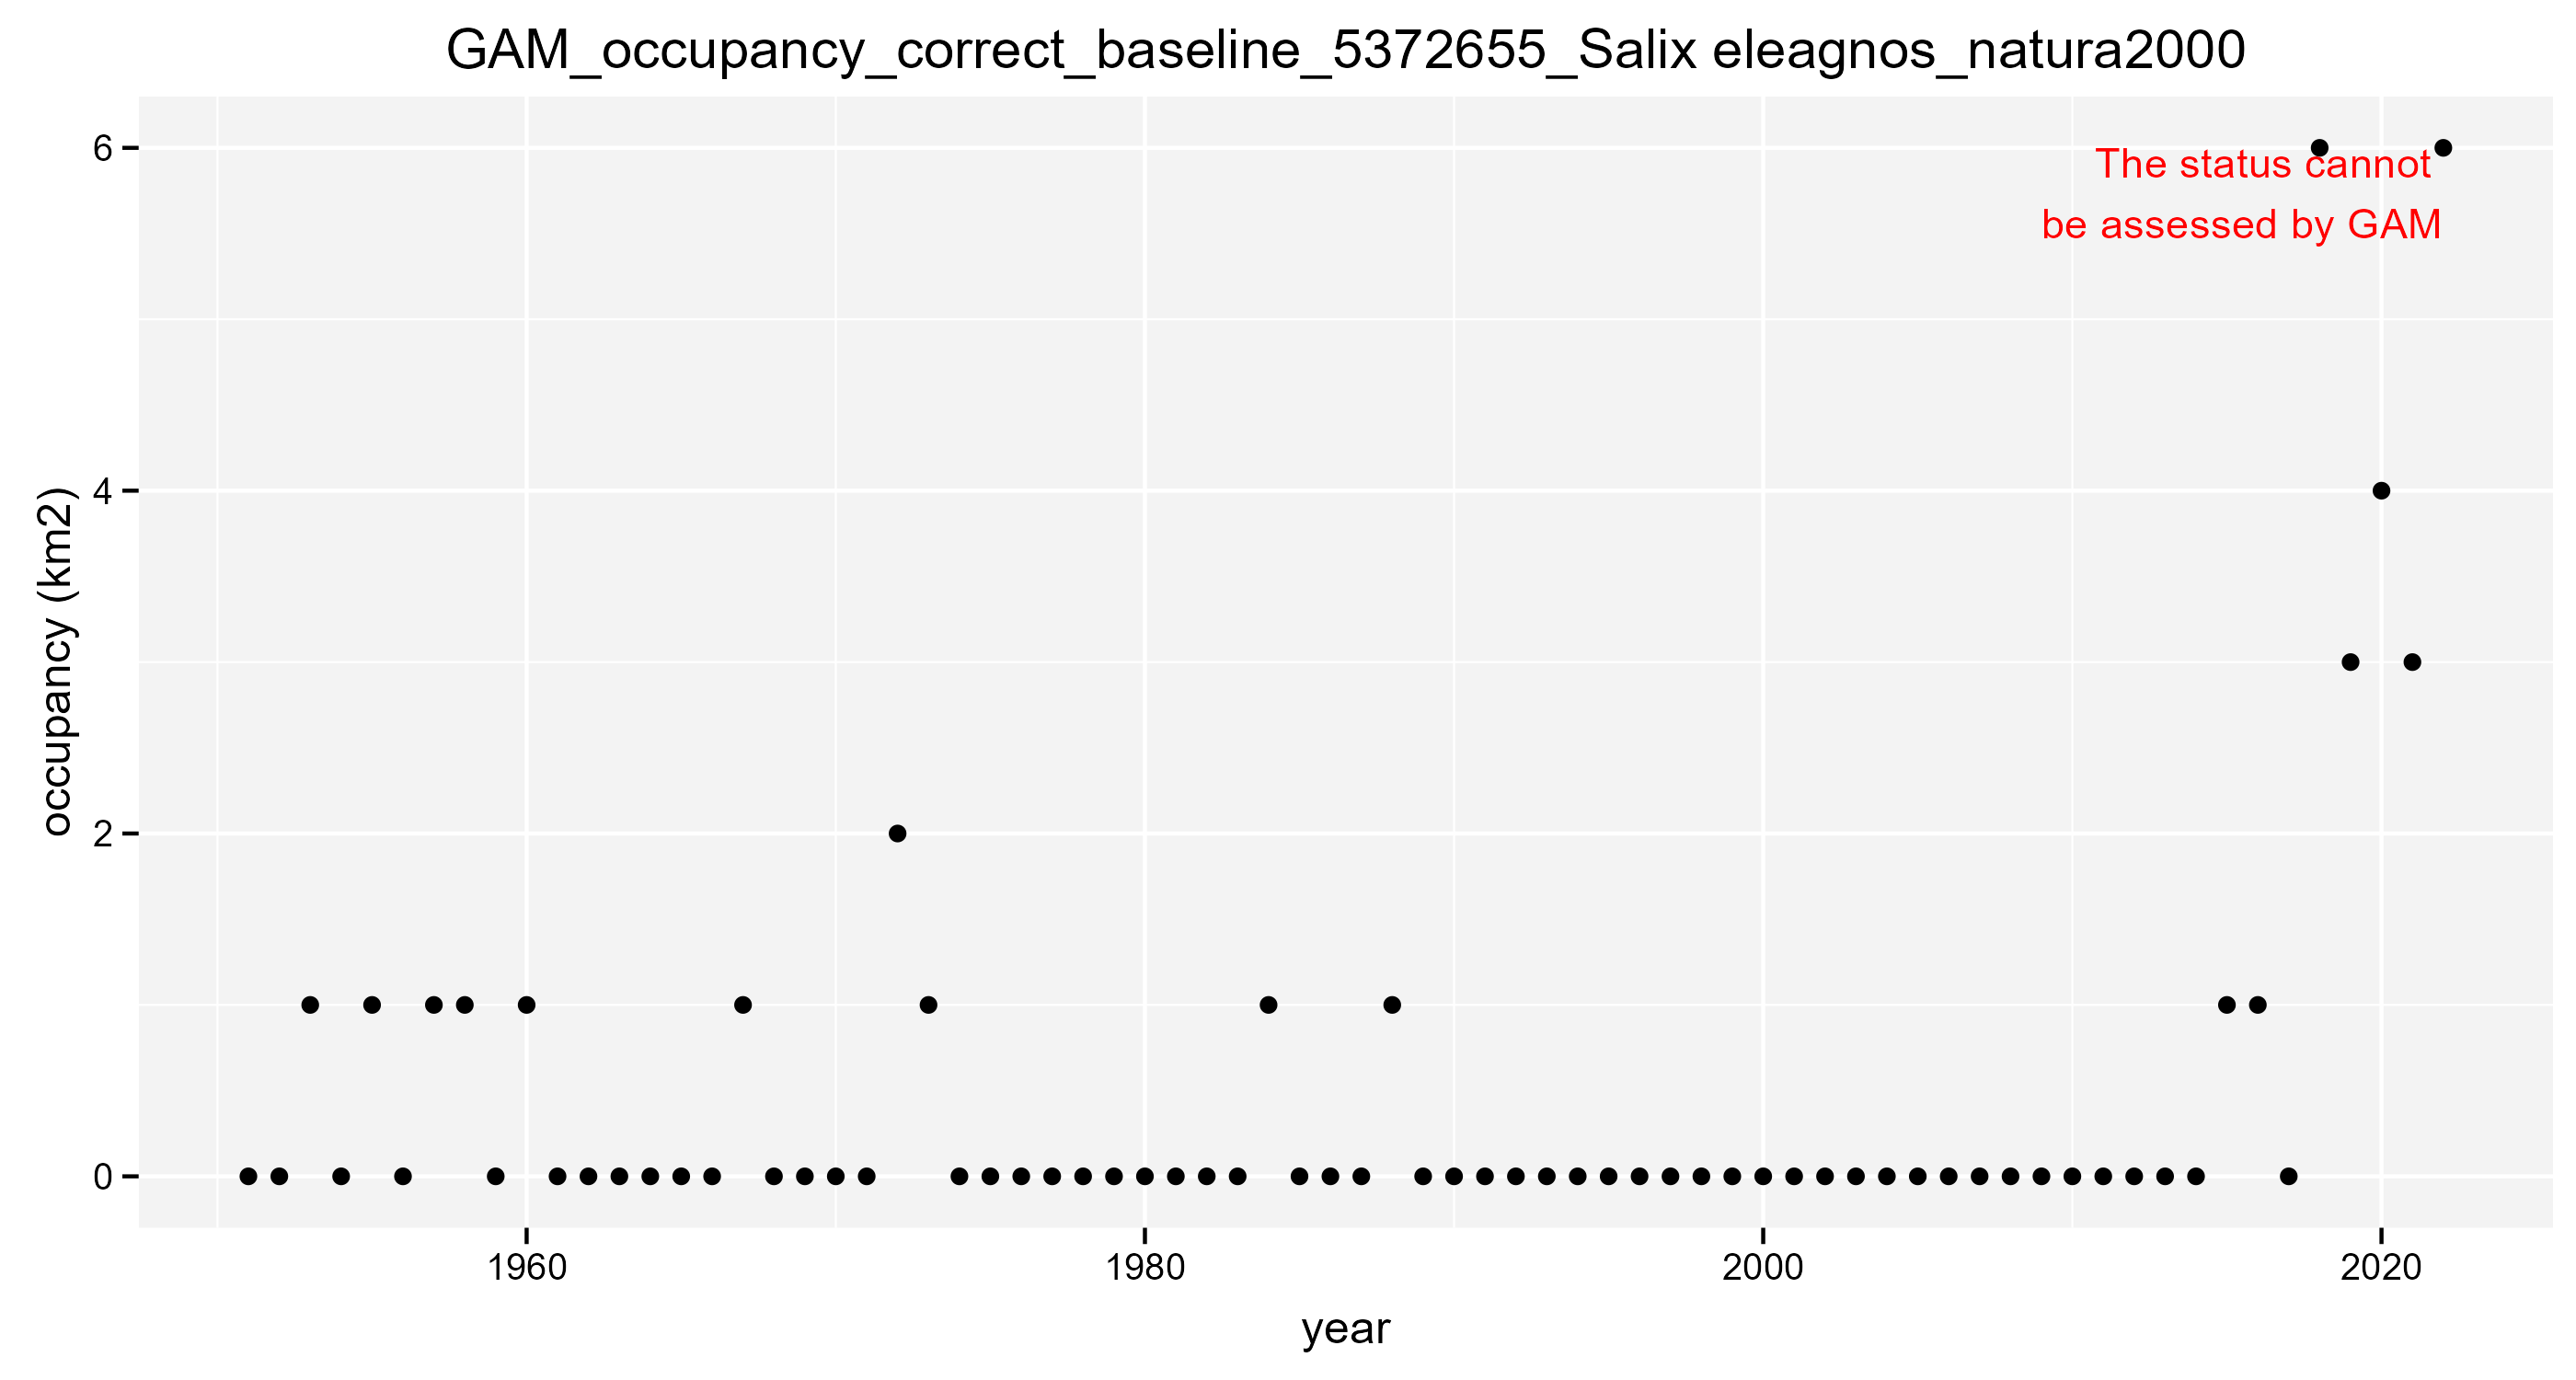 GAM_occupancy_correct_baseline_5372655_Salix eleagnos_natura2000
The status cannot
be assessed by GAM
occupancy (km2)
6
4
2
0
1960 1980 2000 2020
year